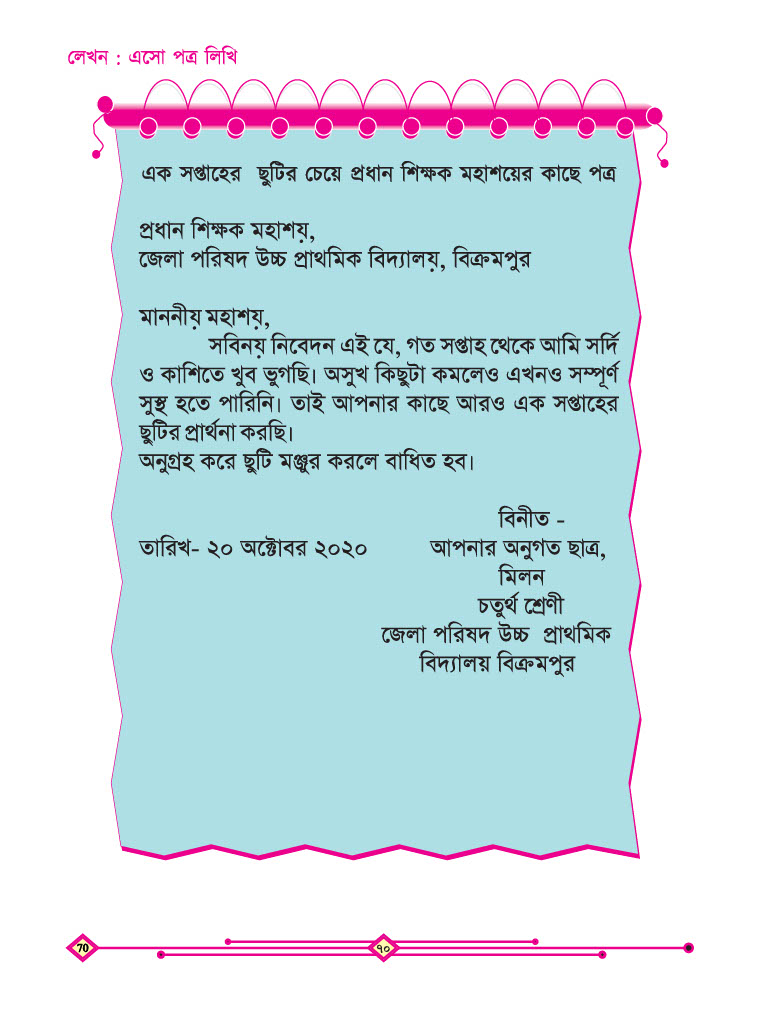 লেখন : এসো পত্র লিখি
এক সপ্তাহের ছুটির চেয়ে প্রধান শিক্ষক মহাশয়ের কাছে পত্র
প্রধান শিক্ষক মহাশয়,
জেলা পরিষদ উচ্চ প্রাথমিক বিদ্যালয়, বিক্রমপুর
মাননীয় মহাশয়,
সবিনয় নিবেদন এই যে, গত সপ্তাহ থেকে আমি সর্দি
ও কাশিতে খুব ভুগছি। অসুখ কিছুটা কমলেও এখনও সম্পূর্ণ
সুস্থ হতে পারিনি। তাই আপনার কাছে আরও এক সপ্তাহের
ছুটির প্রার্থনা করছি।
অনুগ্রহ করে ছুটি মঞ্জুর করলে বাধিত হব।
বিনীত -
তারিখ- ২০ অক্টোবর ২০২০ আপনার অনুগত ছাত্র,
মিলন
চতুর্থ শ্রেণী
জেলা পরিষদ উচ্চ প্রাথমিক
বিদ্যালয় বিক্রমপুর
70 ৭০